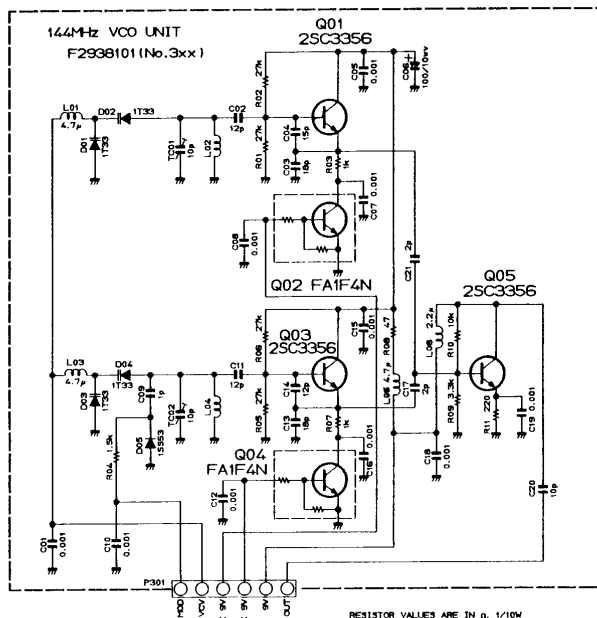 144MHz VCO UNIT
F2938101(No.3xx)
Q01
2SC3356
L01
4.7μ
D02
1T33
D01
1T33
TC01
10p
L02
C02
12p
R02
27k
R01
27k
C04
15p
C03
18p
R03
1k
C05
0.001
C06
100/10wv
C07
0.001
C08
0.001
Q02 FA1F4N
C21
2p
Q05
2SC3356
L03
4.7μ
D04
1T33
D03
1T33
C09
1p
D05
1SS53
R04
1.5k
TC02
10p
L04
C11
12p
R06
27k
R05
27k
Q03
2SC3356
C14
12p
C13
18p
R07
1k
C15
0.001
R08
47
L05
4.7μ
C17
2p
C16
0.001
Q04
FA1F4N
C12
0.001
L06
2.2μ
R10
10k
R09
3.3k
220
R11
C19
0.001
C18
0.001
C20
10p
C01
0.001
C10
0.001
P301
MOD
VCV
9V
9V
9V
OUT
RESISTOR VALUES ARE IN Ω, 1/10W